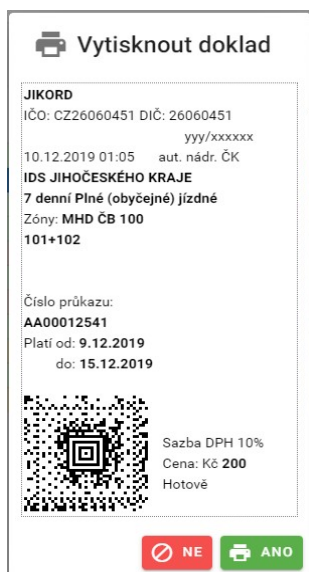 Vytisknout doklad
JIKORD
IČO: CZ26060451 DIČ: 26060451
yyy/xxxxxx
10.12.2019 01:05 aut. nádr. ČK
IDS JIHOČESKÉHO KRAJE
7 denní Plné (obyčejné) jízdné
Zóny: MHD ČB 100
101+102
Číslo průkazu:
AA00012541
Platí od: 9.12.2019
do: 15.12.2019
Sazba DPH 10%
Cena: Kč 200
Hotově
NE
ANO